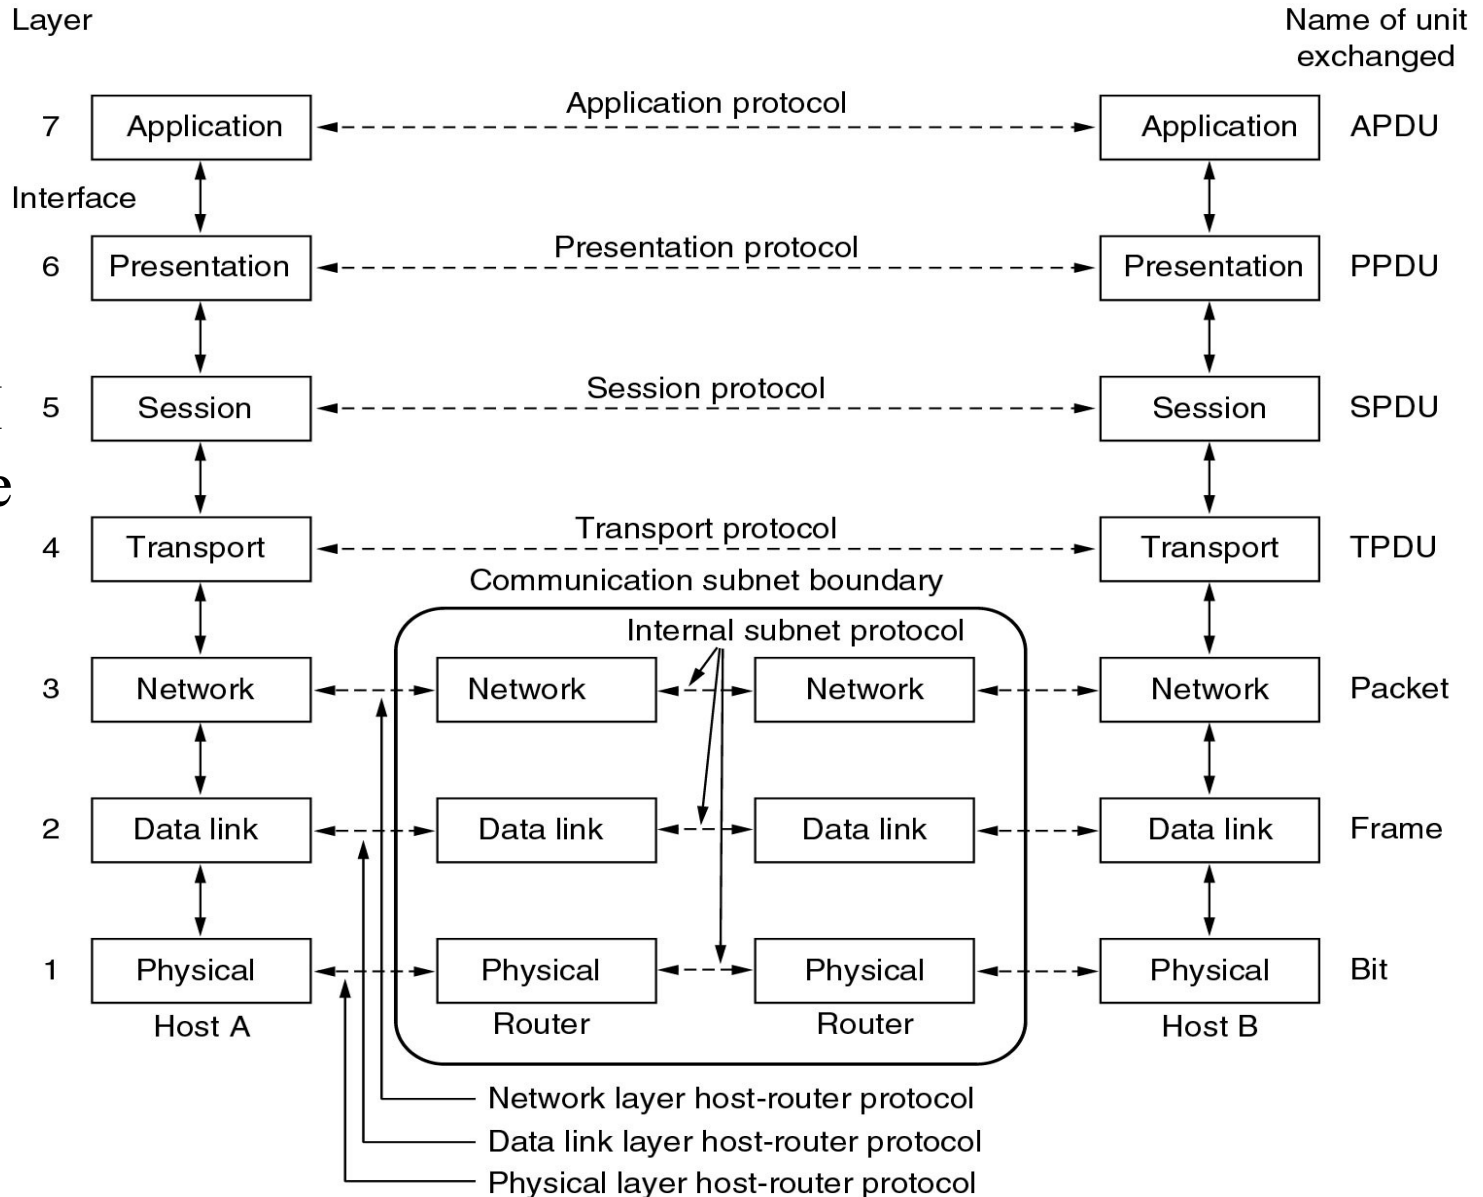 Layer
Name of unit
exchanged
Application protocol
7 Application Application APDU
Interface
Presentation protocol
6 Presentation Presentation PPDU
Session protocol
5 Session Session SPDU
e
Transport protocol
4 Transport Transport TPDU
Communication subnet boundary
Internal subnet protocol
3 Network Network Network Network Packet
2 Data link Data link Data link Data link Frame
1 Physical Physical Physical Physical Bit
Host A Router Router Host B
Network layer host-router protocol
Data link layer host-router protocol
Physical layer host-router protocol